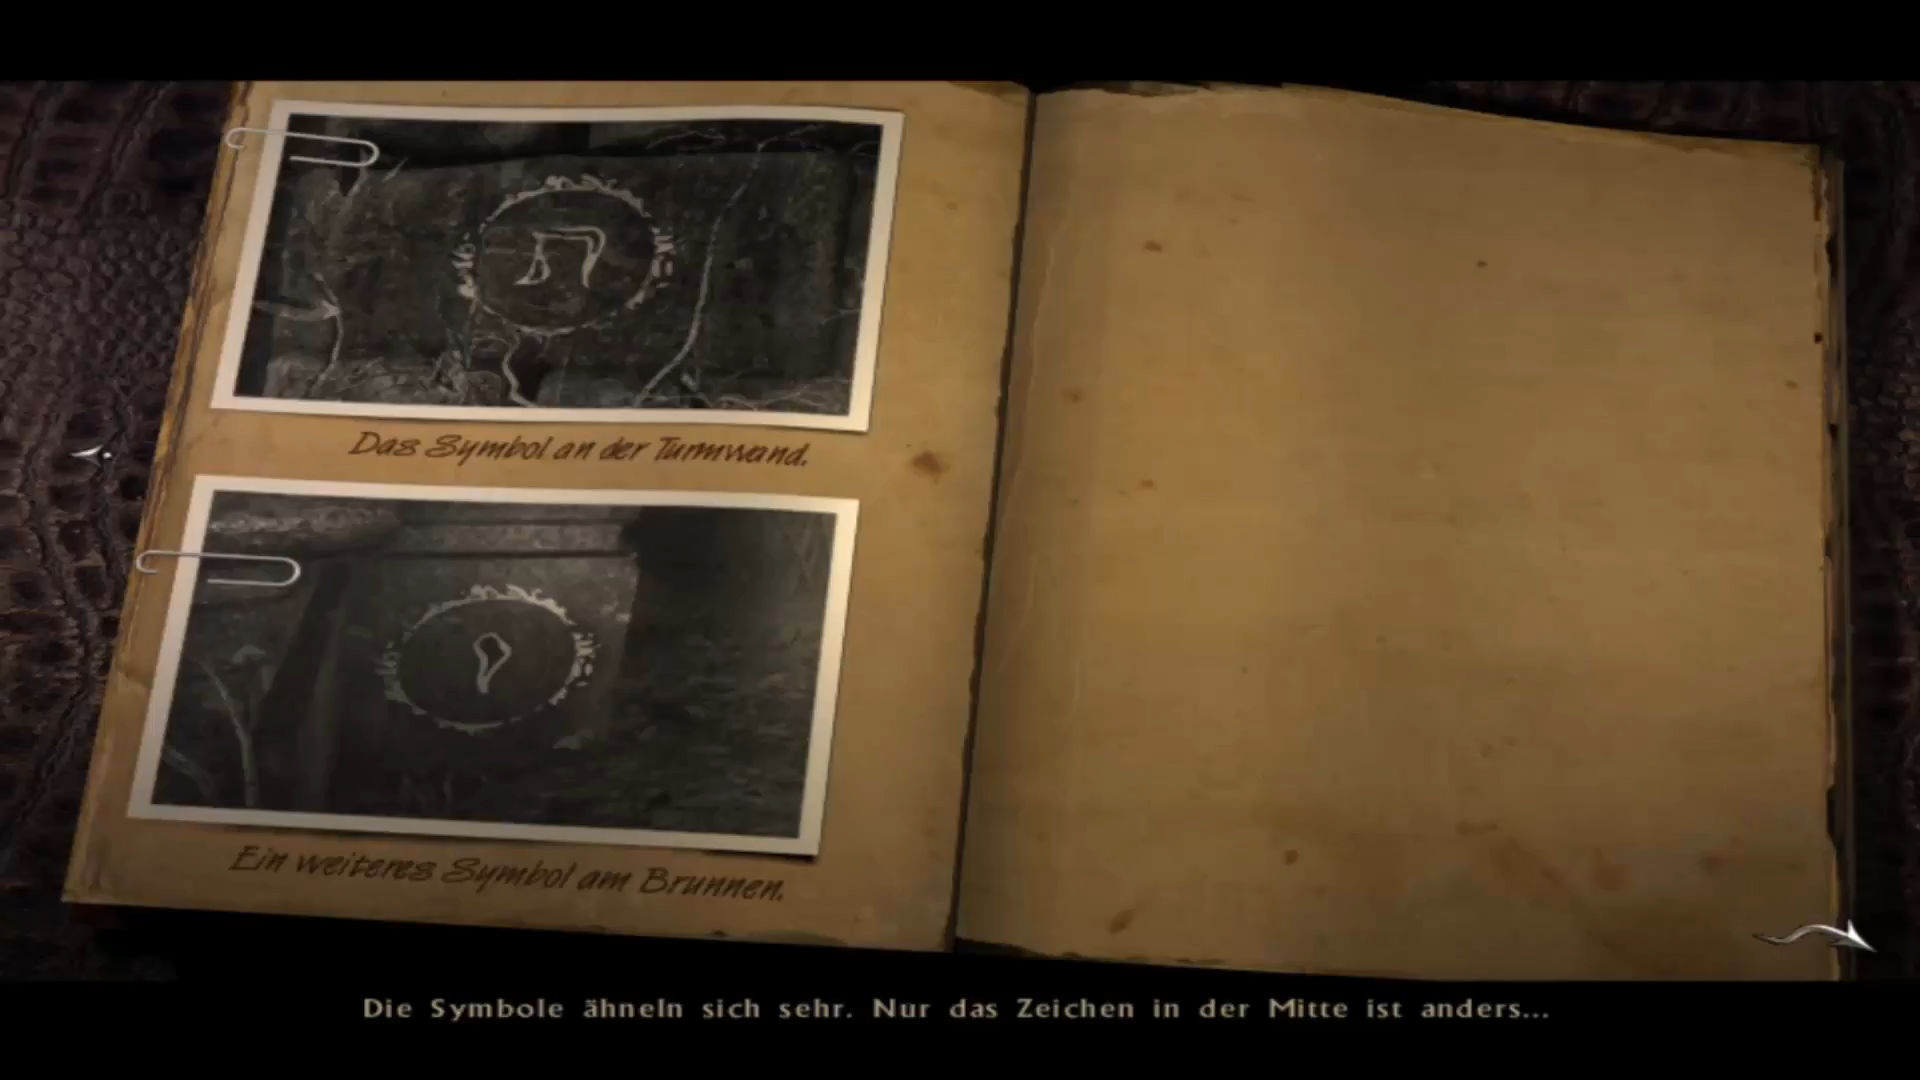 Das Symbol an der Turmwand.
Ein weiteres Symbol am Brunnen.
Die Symbole ähneln sich sehr. Nur das Zeichen in der Mitte ist anders...